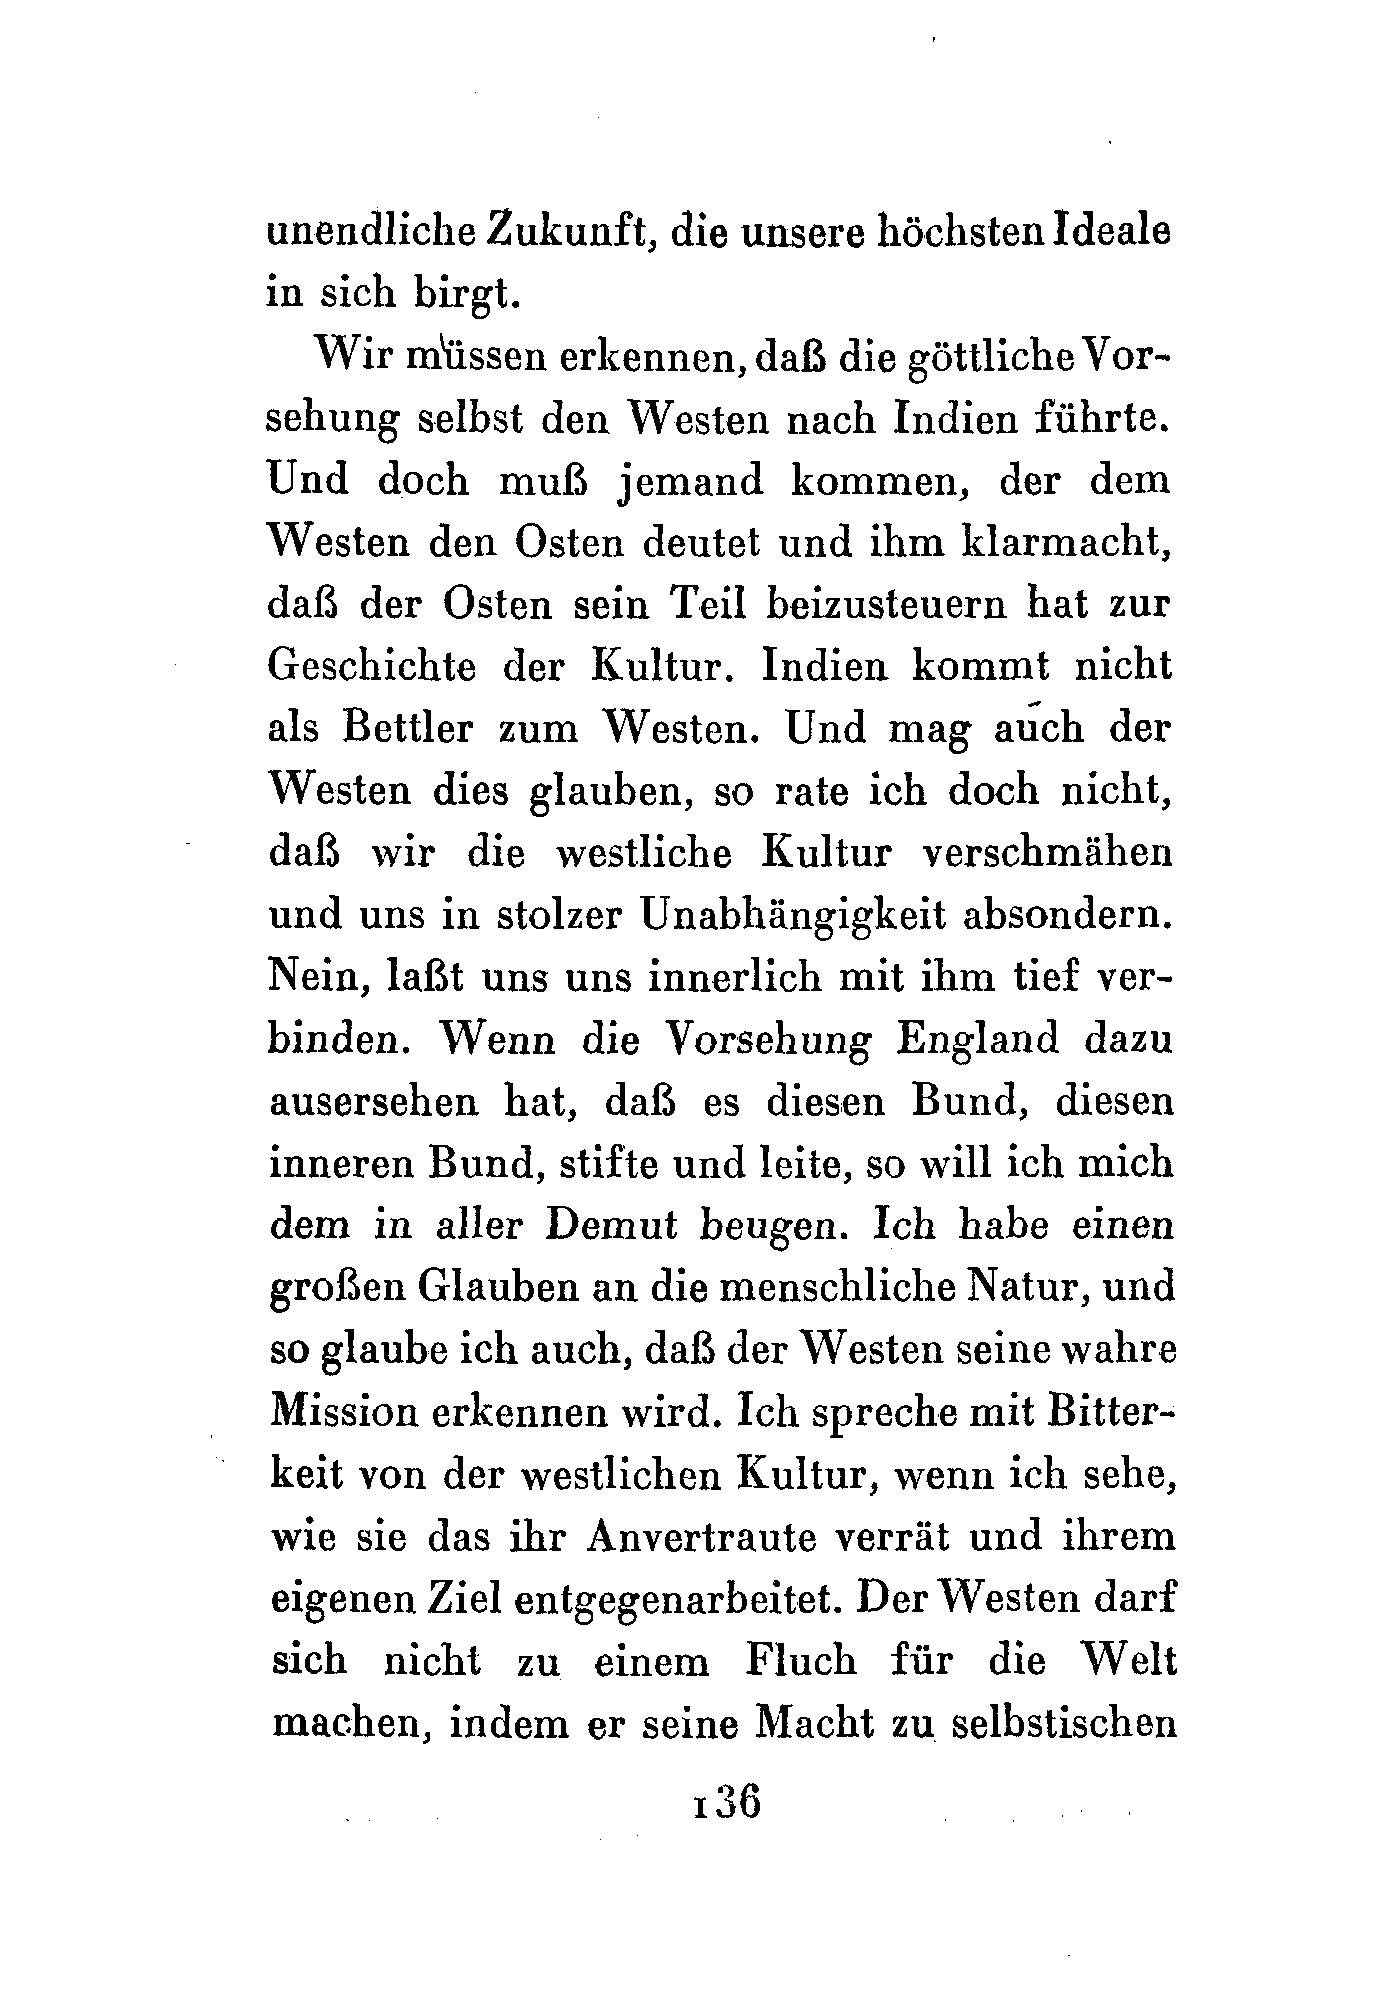 unendliche Zukunft, die unsere höchsten Ideale
in sich birgt.
Wir müssen erkennen, daß die göttliche Vor-
sehung selbst den Westen nach Indien führte.
Und doch muß jemand kommen, der dem
Westen den Osten deutet und ihm klarmacht,
daß der Osten sein Teil beizusteuern hat zur
Geschichte der Kultur. Indien kommt nicht
als Bettler zum Westen. Und mag auch der
Westen dies glauben, so rate ich doch nicht,
daß wir die westliche Kultur verschmähen
und uns in stolzer Unabhängigkeit absondern.
Nein, laßt uns uns innerlich mit ihm tief ver-
binden. Wenn die Vorsehung England dazu
ausersehen hat, daß es diesen Bund, diesen
inneren Bund, stifte und leite, so will ich mich
dem in aller Demut beugen. Ich habe einen
großen Glauben an die menschliche Natur, und
so glaube ich auch, daß der Westen seine wahre
Mission erkennen wird. Ich spreche mit Bitter-
keit von der westlichen Kultur, wenn ich sehe,
wie sie das ihr Anvertraute verrät und ihrem
eigenen Ziel entgegenarbeitet. Der Westen darf
sich nicht zu einem Fluch für die Welt
machen, indem er seine Macht zu selbstischen
136